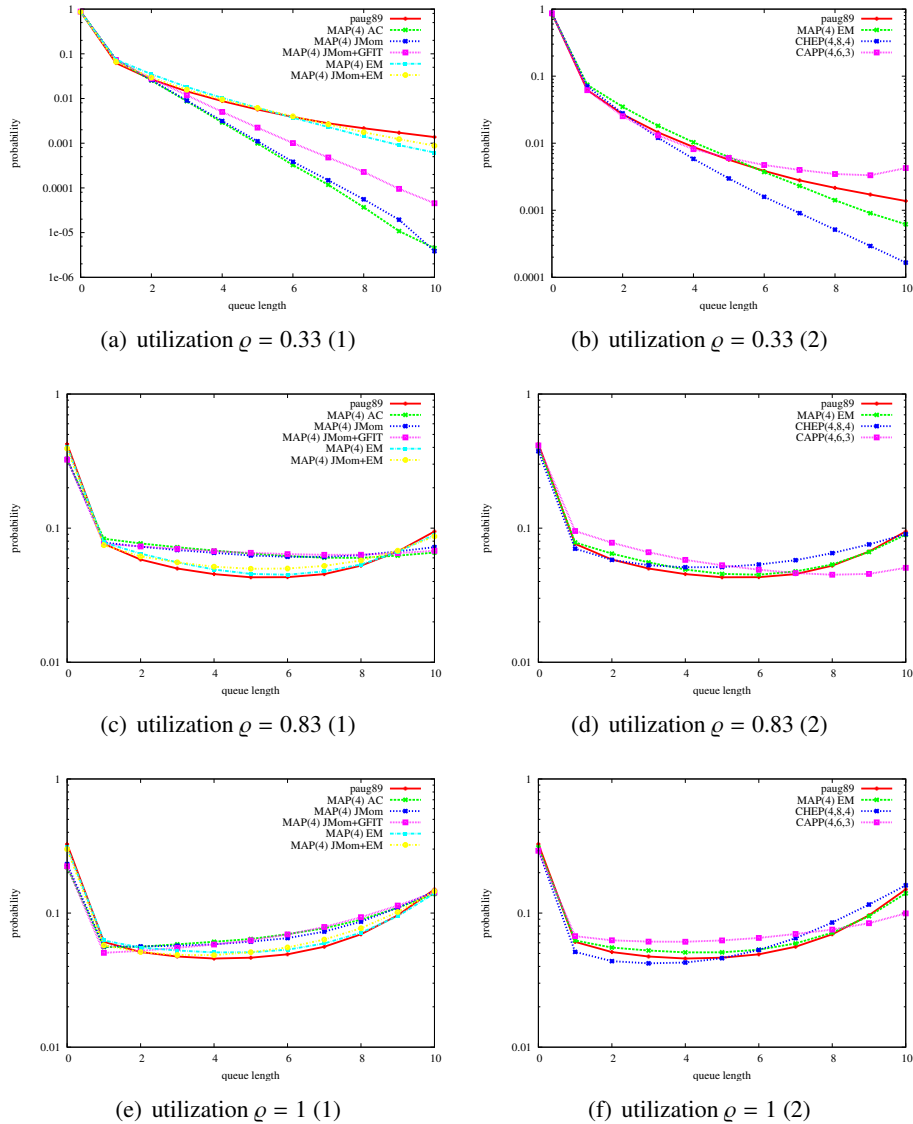 1
0.1
0.01
0.001
0.0001
1e-05
1e-06
probability
0 2 4 6 8 10
queue length
paug89
MAP(4) AC
MAP(4) JMom
MAP(4) JMom+GFIT
MAP(4) EM
MAP(4) JMom+EM
(a) utilization ϱ = 0.33 (1)
1
0.1
0.01
0.001
0.0001
probability
0 2 4 6 8 10
queue length
paug89
MAP(4) EM
CHEP(4,8,4)
CAPP(4,6,3)
(b) utilization ϱ = 0.33 (2)
1
0.1
0.01
probability
0 2 4 6 8 10
queue length
paug89
MAP(4) AC
MAP(4) JMom
MAP(4) JMom+GFIT
MAP(4) EM
MAP(4) JMom+EM
(c) utilization ϱ = 0.83 (1)
1
0.1
0.01
probability
0 2 4 6 8 10
queue length
paug89
MAP(4) EM
CHEP(4,8,4)
CAPP(4,6,3)
(d) utilization ϱ = 0.83 (2)
1
0.1
0.01
probability
0 2 4 6 8 10
queue length
paug89
MAP(4) AC
MAP(4) JMom
MAP(4) JMom+GFIT
MAP(4) EM
MAP(4) JMom+EM
(e) utilization ϱ = 1 (1)
1
0.1
0.01
probability
0 2 4 6 8 10
queue length
paug89
MAP(4) EM
CHEP(4,8,4)
CAPP(4,6,3)
(f) utilization ϱ = 1 (2)